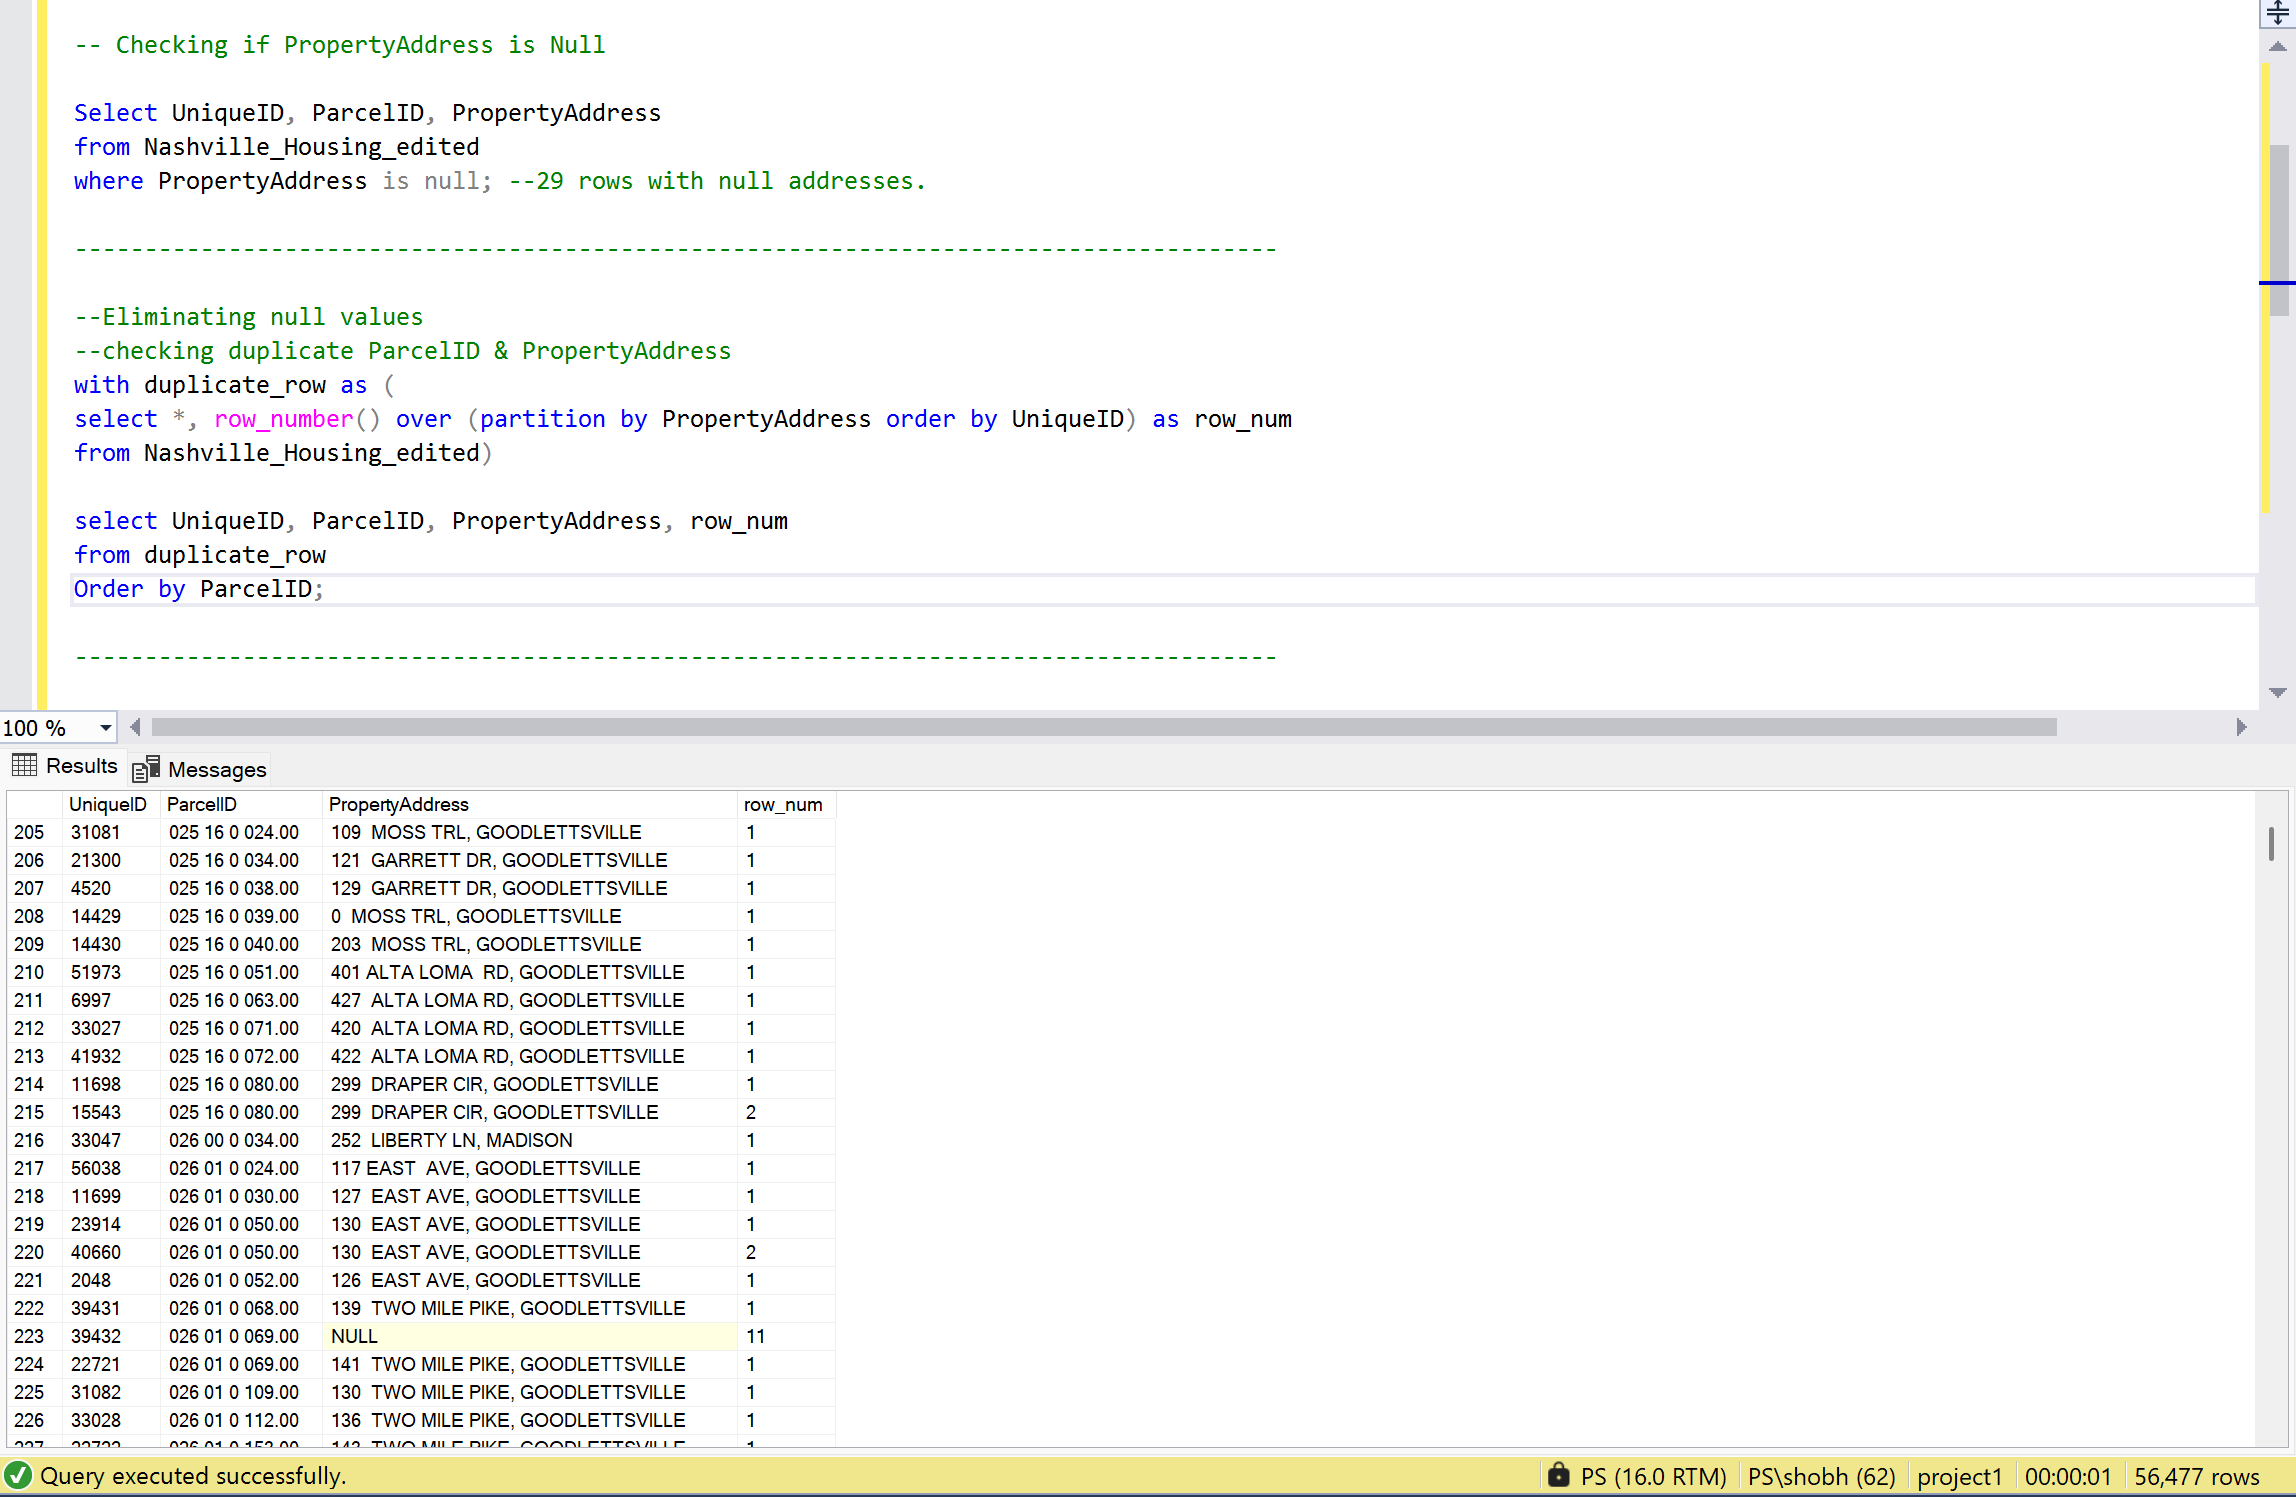 -- Checking if PropertyAddress is Null
Select UniqueID, ParcelID, PropertyAddress
from Nashville_Housing_edited
where PropertyAddress is null; --29 rows with null addresses.
--------------------------------------------------------------------------------------
--Eliminating null values
--checking duplicate ParcelID & PropertyAddress
with duplicate_row as (
select *, row_number() over (partition by PropertyAddress order by UniqueID) as row_num
from Nashville_Housing_edited)
select UniqueID, ParcelID, PropertyAddress, row_num
from duplicate_row
Order by ParcelID;
--------------------------------------------------------------------------------------
100 %
Results Messages
UniqueID ParcelID PropertyAddress row_num
205 31081 025 16 0 024.00 109  MOSS TRL, GOODLETTSVILLE 1
206 21300 025 16 0 034.00 121  GARRETT DR, GOODLETTSVILLE 1
207 4520 025 16 0 038.00 129  GARRETT DR, GOODLETTSVILLE 1
208 14429 025 16 0 039.00 0  MOSS TRL, GOODLETTSVILLE 1
209 14430 025 16 0 040.00 203  MOSS TRL, GOODLETTSVILLE 1
210 51973 025 16 0 051.00 401 ALTA LOMA  RD, GOODLETTSVILLE 1
211 6997 025 16 0 063.00 427  ALTA LOMA RD, GOODLETTSVILLE 1
212 33027 025 16 0 071.00 420  ALTA LOMA RD, GOODLETTSVILLE 1
213 41932 025 16 0 072.00 422  ALTA LOMA RD, GOODLETTSVILLE 1
214 11698 025 16 0 080.00 299  DRAPER CIR, GOODLETTSVILLE 1
215 15543 025 16 0 080.00 299  DRAPER CIR, GOODLETTSVILLE 2
216 33047 026 00 0 034.00 252  LIBERTY LN, MADISON 1
217 56038 026 01 0 024.00 117 EAST  AVE, GOODLETTSVILLE 1
218 11699 026 01 0 030.00 127  EAST AVE, GOODLETTSVILLE 1
219 23914 026 01 0 050.00 130  EAST AVE, GOODLETTSVILLE 1
220 40660 026 01 0 050.00 130  EAST AVE, GOODLETTSVILLE 2
221 2048 026 01 0 052.00 126  EAST AVE, GOODLETTSVILLE 1
222 39431 026 01 0 068.00 139  TWO MILE PIKE, GOODLETTSVILLE 1
223 39432 026 01 0 069.00 NULL 11
224 22721 026 01 0 069.00 141  TWO MILE PIKE, GOODLETTSVILLE 1
225 31082 026 01 0 109.00 130  TWO MILE PIKE, GOODLETTSVILLE 1
226 33028 026 01 0 112.00 136  TWO MILE PIKE, GOODLETTSVILLE 1
TWO MILE PIKE, GOODLETTSVILLE 1
Query executed successfully. PS (16.0 RTM) PS\shobh (62) project1 00:00:01 56,477 rows